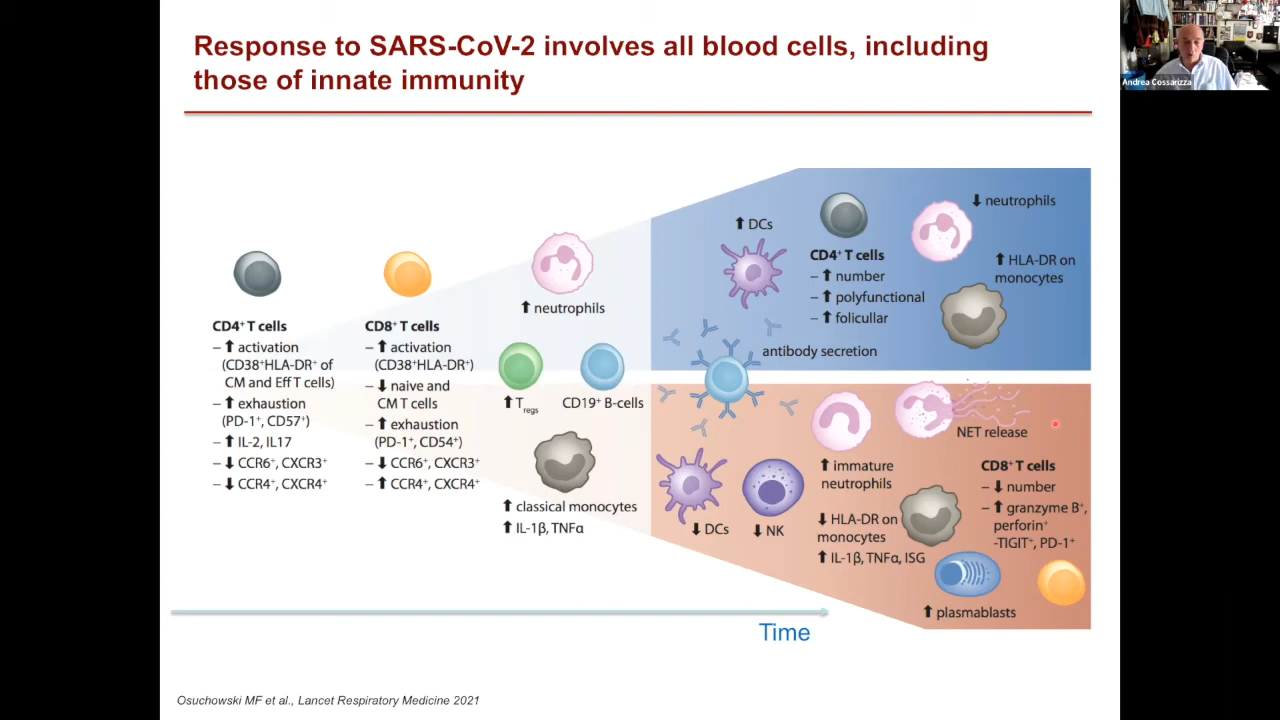 Response to SARS-CoV-2 involves all blood cells, including
those of innate immunity
Andrea Cossarizza
CD4⁺ T cells
– ⬆ activation
(CD38⁺HLA-DR⁺ of
CM and Eff T cells)
– ⬆ exhaustion
(PD-1⁺, CD57⁺)
– ⬆ IL-2, IL17
– ⬇ CCR6⁺, CXCR3⁺
– ⬇ CCR4⁺, CXCR4⁺
CD8⁺ T cells
– ⬆ activation
(CD38⁺HLA-DR⁺)
– ⬇ naive and
CM T cells
– ⬆ exhaustion
(PD-1⁺, CD54⁺)
– ⬇ CCR6⁺, CXCR3⁺
– ⬆ CCR4⁺, CXCR4⁺
⬆ neutrophils
⬆ Tregs
CD19⁺ B-cells
⬆ classical monocytes
⬆ IL-1β, TNFα
⬆ DCs
CD4⁺ T cells
– ⬆ number
– ⬆ polyfunctional
– ⬆ folicullar
⬇ neutrophils
⬆ HLA-DR on
monocytes
antibody secretion
NET release
⬇ DCs
⬇ NK
⬆ immature
neutrophils
⬇ HLA-DR on
monocytes
⬆ IL-1β, TNFα, ISG
CD8⁺ T cells
– ⬇ number
– ⬆ granzyme B⁺,
perforin⁺
-TIGIT⁺, PD-1⁺
⬆ plasmablasts
Time
Osuchowski MF et al., Lancet Respiratory Medicine 2021